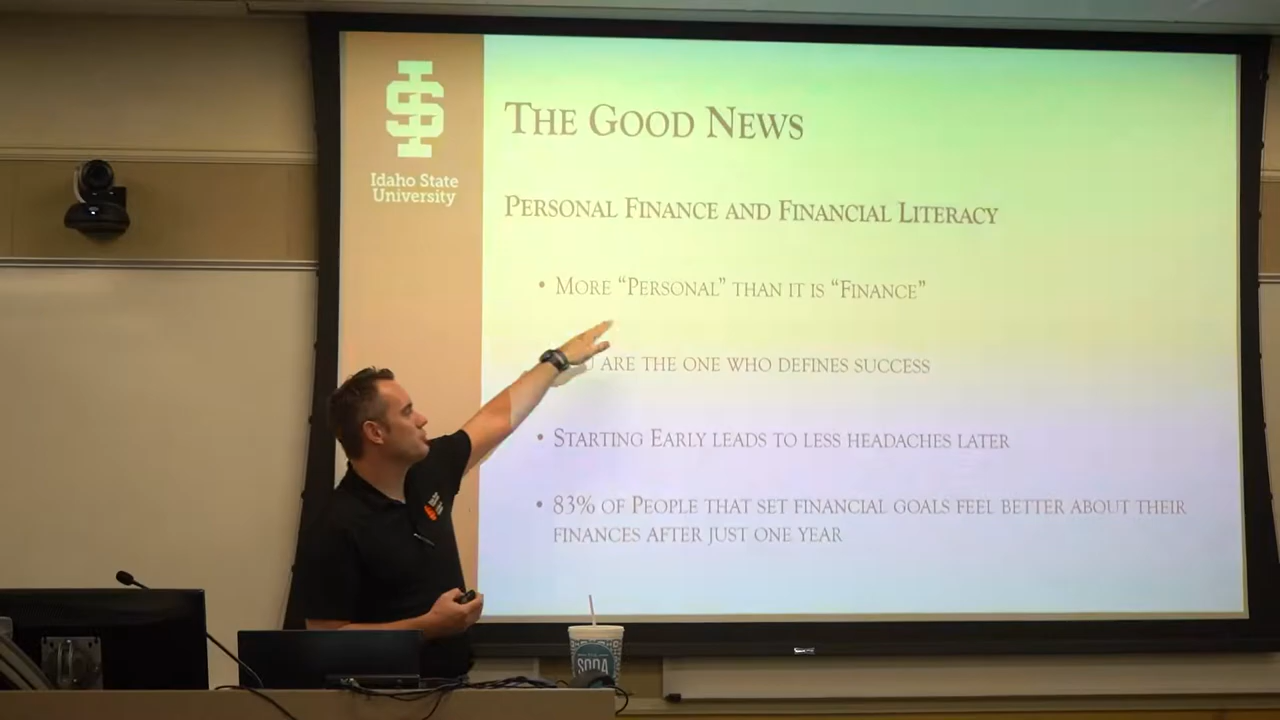 Idaho State
University
THE GOOD NEWS
PERSONAL FINANCE AND FINANCIAL LITERACY
• MORE “PERSONAL” THAN IT IS “FINANCE”
ARE THE ONE WHO DEFINES SUCCESS
• STARTING EARLY LEADS TO LESS HEADACHES LATER
• 83% OF PEOPLE THAT SET FINANCIAL GOALS FEEL BETTER ABOUT THEIR
FINANCES AFTER JUST ONE YEAR
SODA